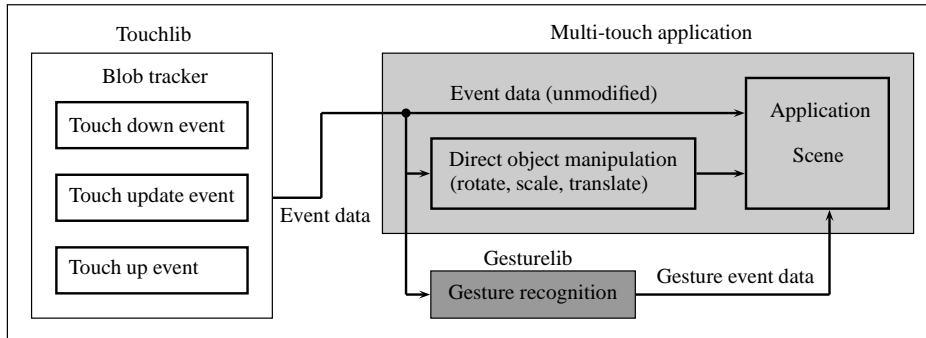 Touchlib
Blob tracker
Touch down event
Touch update event
Touch up event
Event data
Multi-touch application
Event data (unmodified)
Direct object manipulation
(rotate, scale, translate)
Application
Scene
Gesturelib
Gesture recognition
Gesture event data